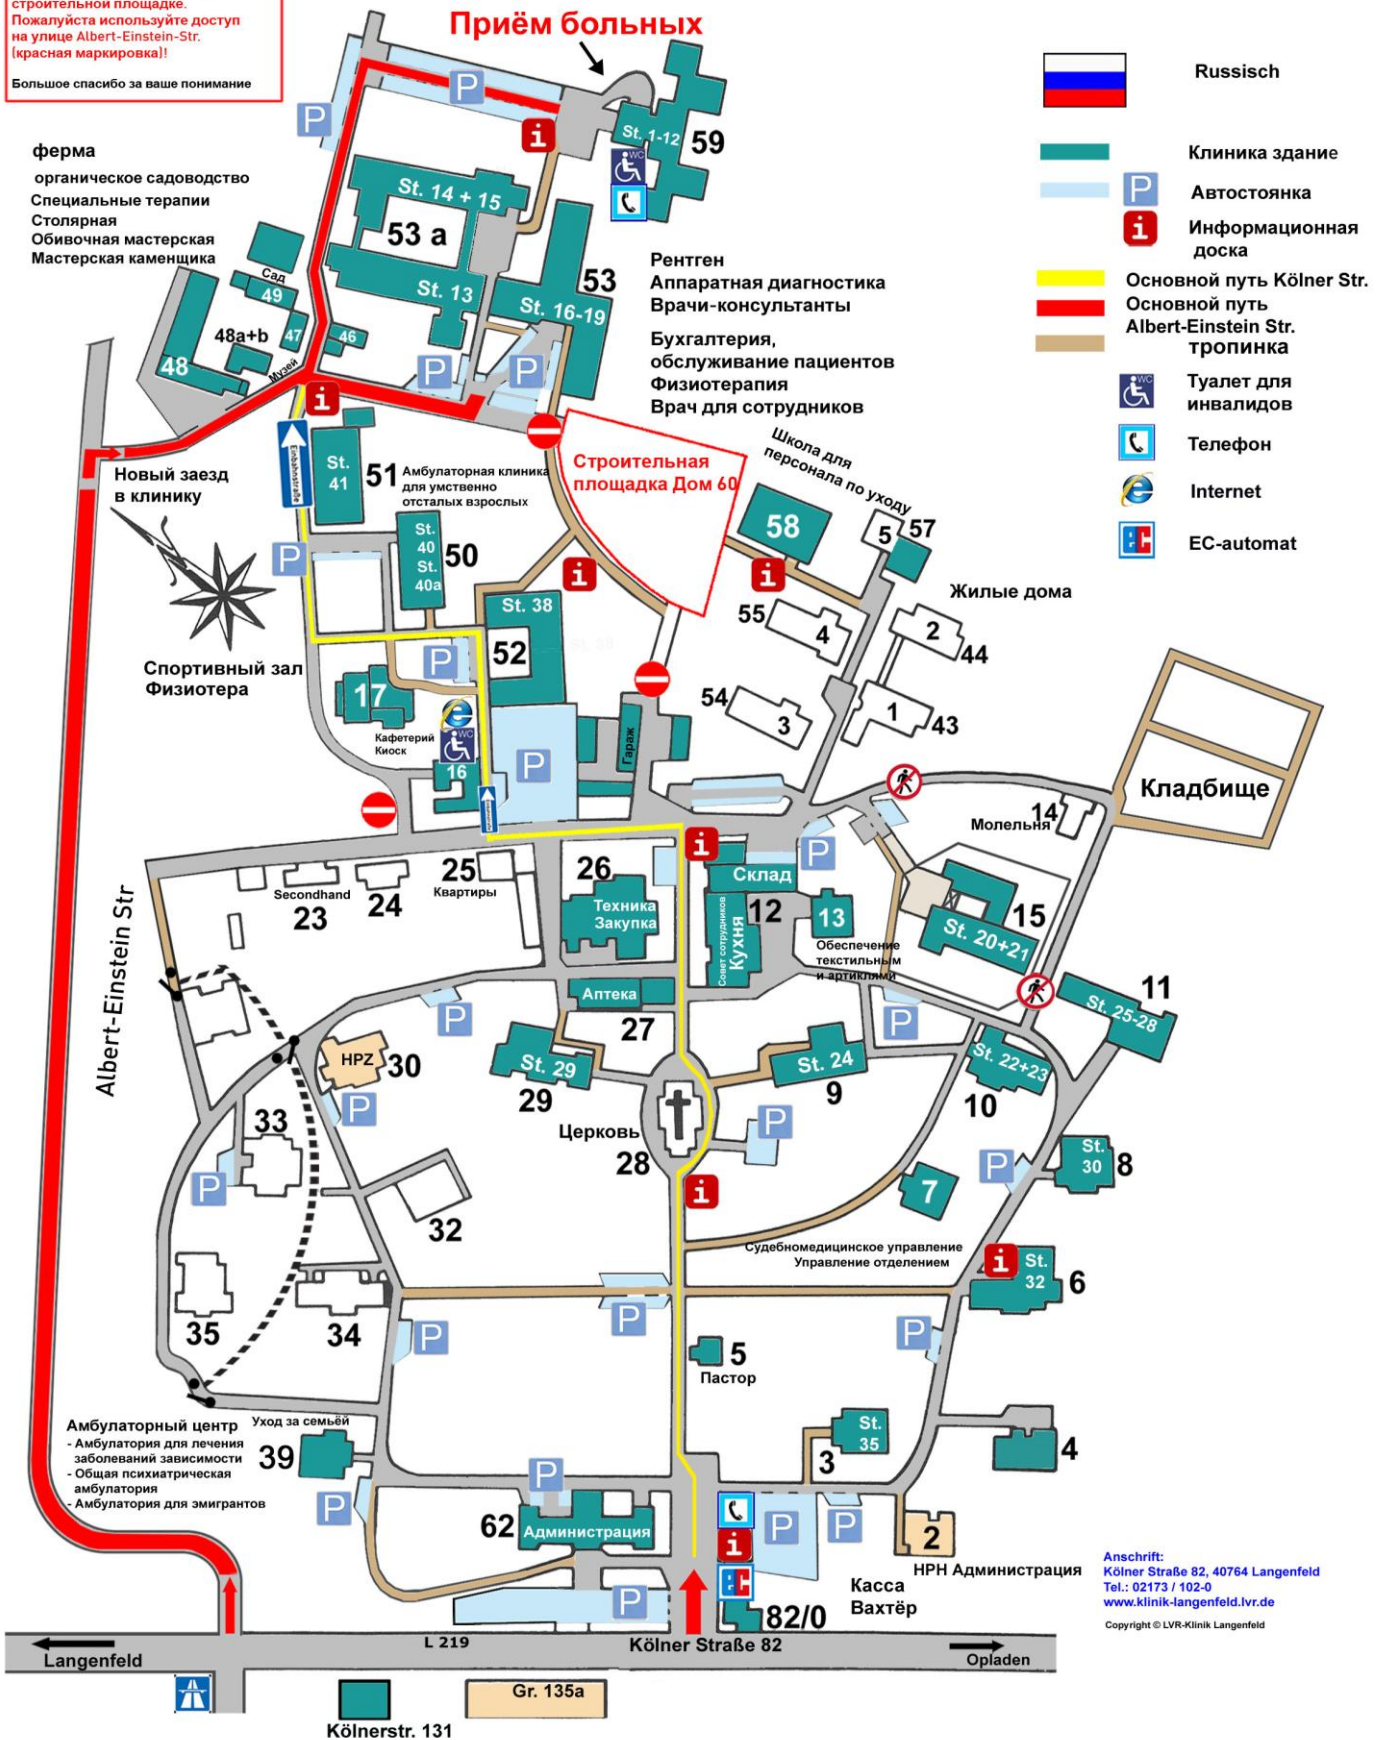 строительной площадке.
Пожалуйста используйте доступ
на улице Albert-Einstein-Str.
(красная маркировка)!
Большое спасибо за ваше понимание
Приём больных
Russisch
Клиника здание
P
Автостоянка
i
Информационная
доска
Основной путь Kölner Str.
Основной путь
Albert-Einstein Str.
тропинка
WC
Туалет для
инвалидов
Телефон
Internet
EC-automat
P
P
i
St. 1-12
59
WC
ферма
органическое садоводство
Специальные терапии
Столярная
Обивочная мастерская
Мастерская каменщика
St. 14 + 15
53 a
St. 13
53
St. 16-19
Рентген
Аппаратная диагностика
Врачи-консультанты
Бухгалтерия,
обслуживание пациентов
Физиотерапия
Врач для сотрудников
Сад
49
48a+b
47
46
48
Музей
P
P
i
Новый заезд
в клинику
Einbahnstraße
St.
41
51
Амбулаторная клиника
для умственно
отсталых взрослых
Строительная
площадка Дом 60
Школа для
персонала по уходу
58
5
57
i
St.
40
St.
40a
50
P
i
St. 38
52
55
4
Жилые дома
2
44
Спортивный зал
Физиотера
17
P
Кафетерий
Киоск
WC
16
P
Гараж
54
3
1
43
Кладбище
14
Молельня
Secondhand
23
24
25
Квартиры
26
Техника
Закупка
i
Склад
P
12
Совет сотрудников
Кухня
13
Обеспечение
текстильным
и артиклями
15
St. 20+21
11
St. 25-28
Albert-Einstein Str
P
Аптека
27
P
HPZ
30
P
St. 29
29
St. 24
9
St. 22+23
10
33
Церковь
28
P
P
32
i
7
P
St.
30
8
Судебномедицинское управление
Управление отделением
i
St.
32
6
35
34
P
P
P
5
Пастор
Амбулаторный центр
- Амбулатория для лечения
заболеваний зависимости
- Общая психиатрическая
амбулатория
- Амбулатория для эмигрантов
Уход за семьёй
39
P
St.
35
3
4
P
62
Администрация
i
P
P
2
НРН Администрация
Касса
Вахтёр
82/0
P
Anschrift:
Kölner Straße 82, 40764 Langenfeld
Tel.: 02173 / 102-0
www.klinik-langenfeld.lvr.de
Copyright © LVR-Klinik Langenfeld
Langenfeld
L 219
Kölner Straße 82
Opladen
Kölnerstr. 131
Gr. 135a